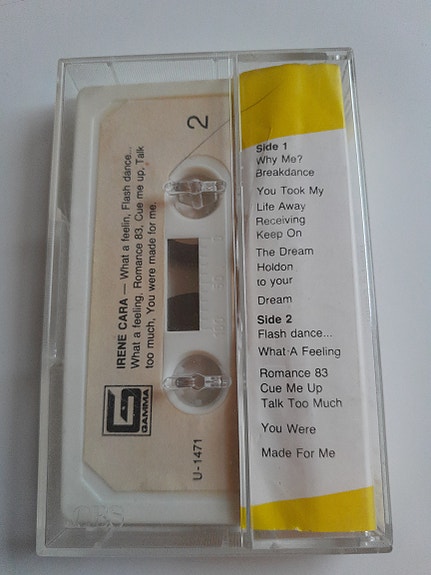 2
IRENE CARA — What a feelin, Flash dance...
What a feeling, Romance 83, Cue me up, Talk
too much, You were made for me.
G
GAMMA
U-1471
100 50 0
Side 1
Why Me?
Breakdance
You Took My
Life Away
Receiving
Keep On
The Dream
Holdon
to your
Dream
Side 2
Flash dance...
What A Feeling
Romance 83
Cue Me Up
Talk Too Much
You Were
Made For Me